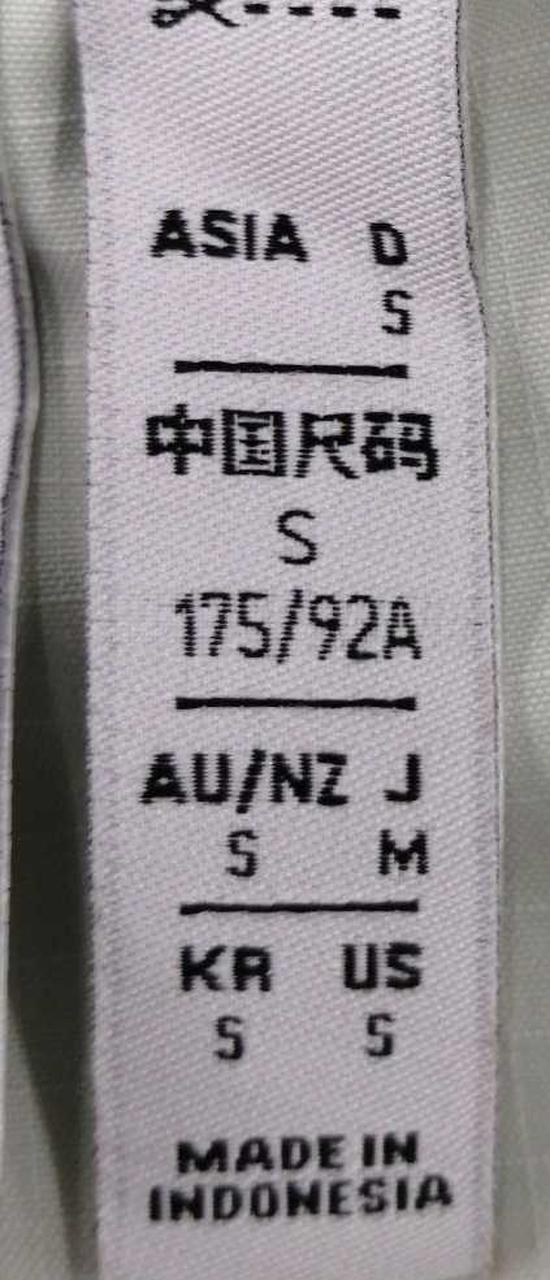 ASIA D
S
中国尺码
S
175/92A
AU/NZ J
S M
KR US
S S
MADE IN
INDONESIA